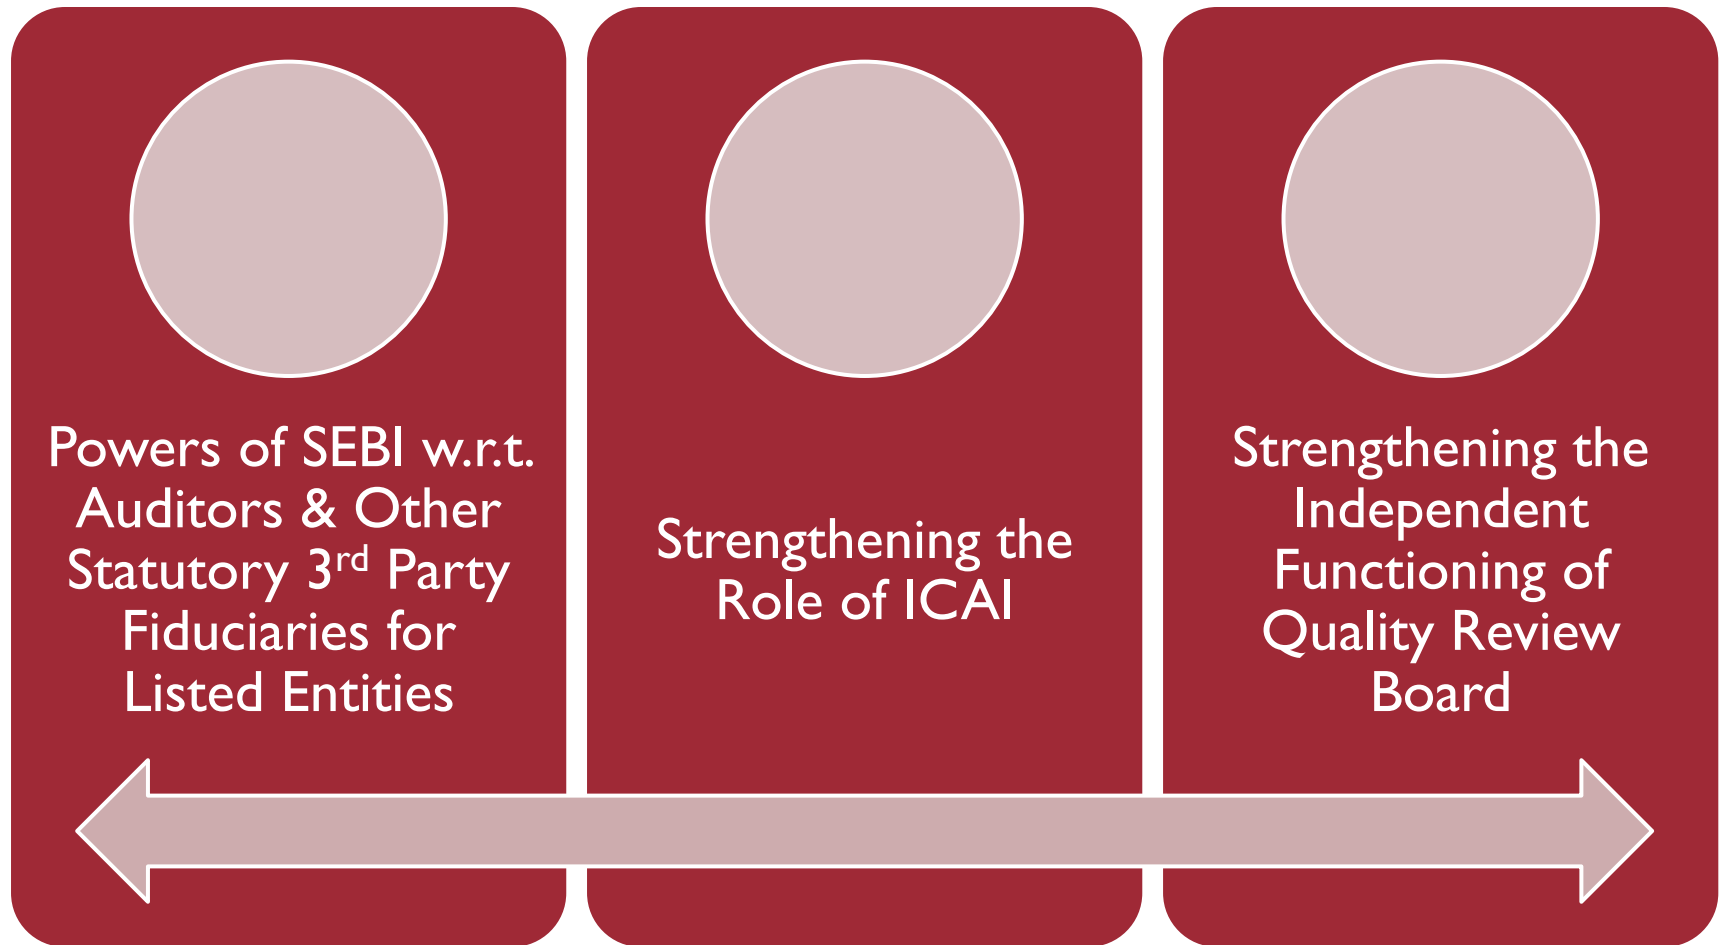 Powers of SEBI w.r.t.
Auditors & Other
Statutory 3rd Party
Fiduciaries for
Listed Entities
Strengthening the
Role of ICAI
Strengthening the
Independent
Functioning of
Quality Review
Board